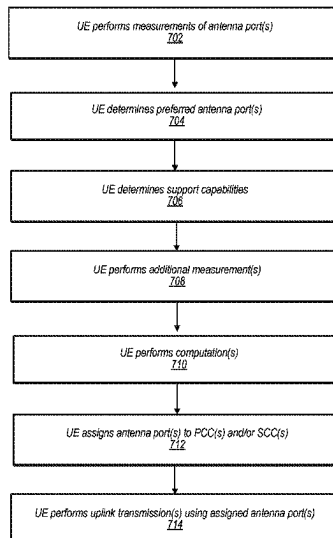 UE performs measurements of antenna port(s)
702
UE determines preferred antenna port(s)
704
UE determines support capabilities
706
UE performs additional measurement(s)
708
UE performs computation(s)
710
UE assigns antenna port(s) to PCC(s) and/or SCC(s)
712
UE performs uplink transmission(s) using assigned antenna port(s)
714